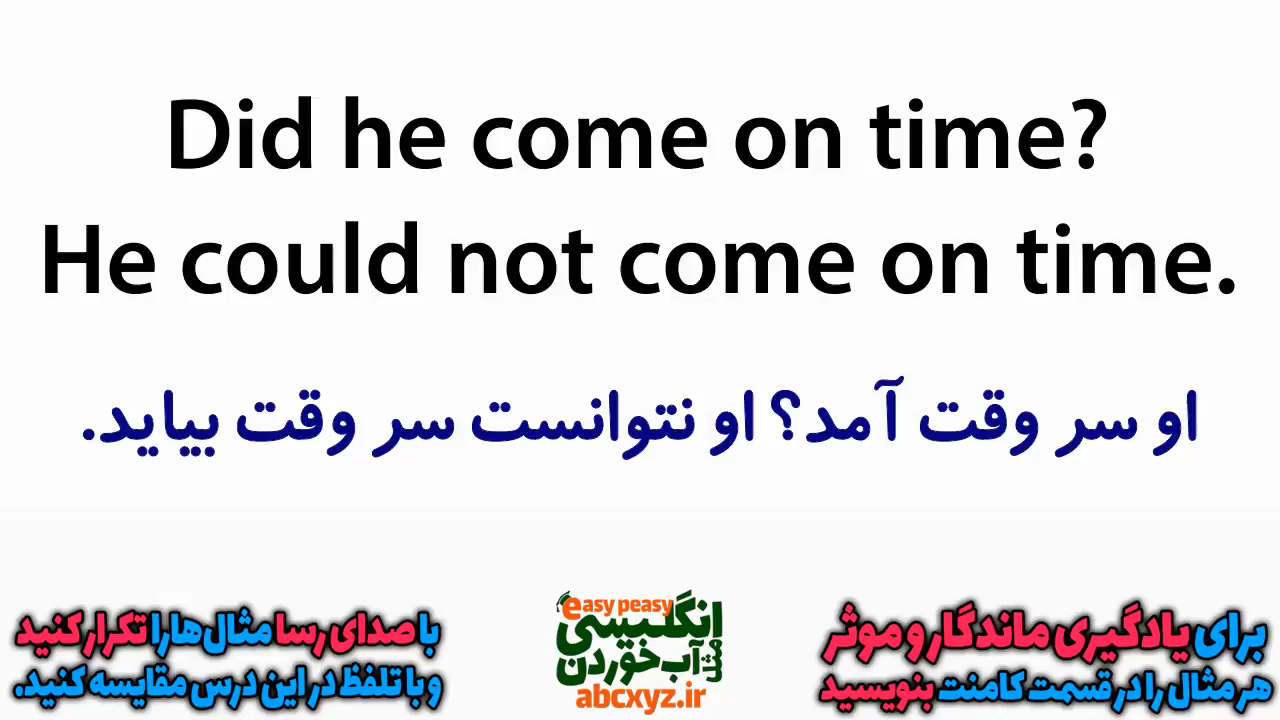 Did he come on time?
He could not come on time.
او سر وقت آمد؟ او نتوانست سر وقت بیاید.
برای یادگیری ماندگار و موثر
هر مثال را در قسمت کامنت بنویسید
easy peasy
انگلیسی
مثل آب خوردن
abcxyz.ir
با صدای رسا مثال‌ها را تکرار کنید
و با تلفظ در این درس مقایسه کنید.